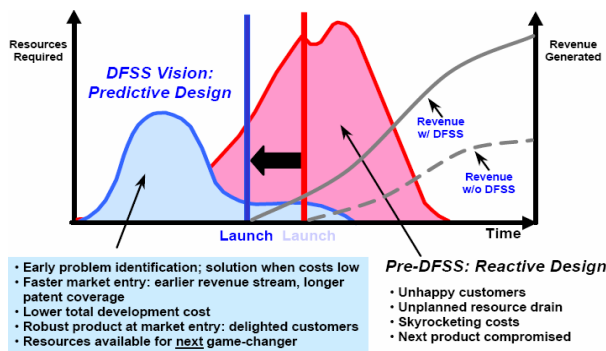 Resources
Required
Revenue
Generated
DFSS Vision:
Predictive Design
Revenue
w/ DFSS
Revenue
w/o DFSS
Launch
Launch
Time
• Early problem identification; solution when costs low
• Faster market entry: earlier revenue stream, longer
patent coverage
• Lower total development cost
• Robust product at market entry: delighted customers
• Resources available for next game-changer
Pre-DFSS: Reactive Design
• Unhappy customers
• Unplanned resource drain
• Skyrocketing costs
• Next product compromised